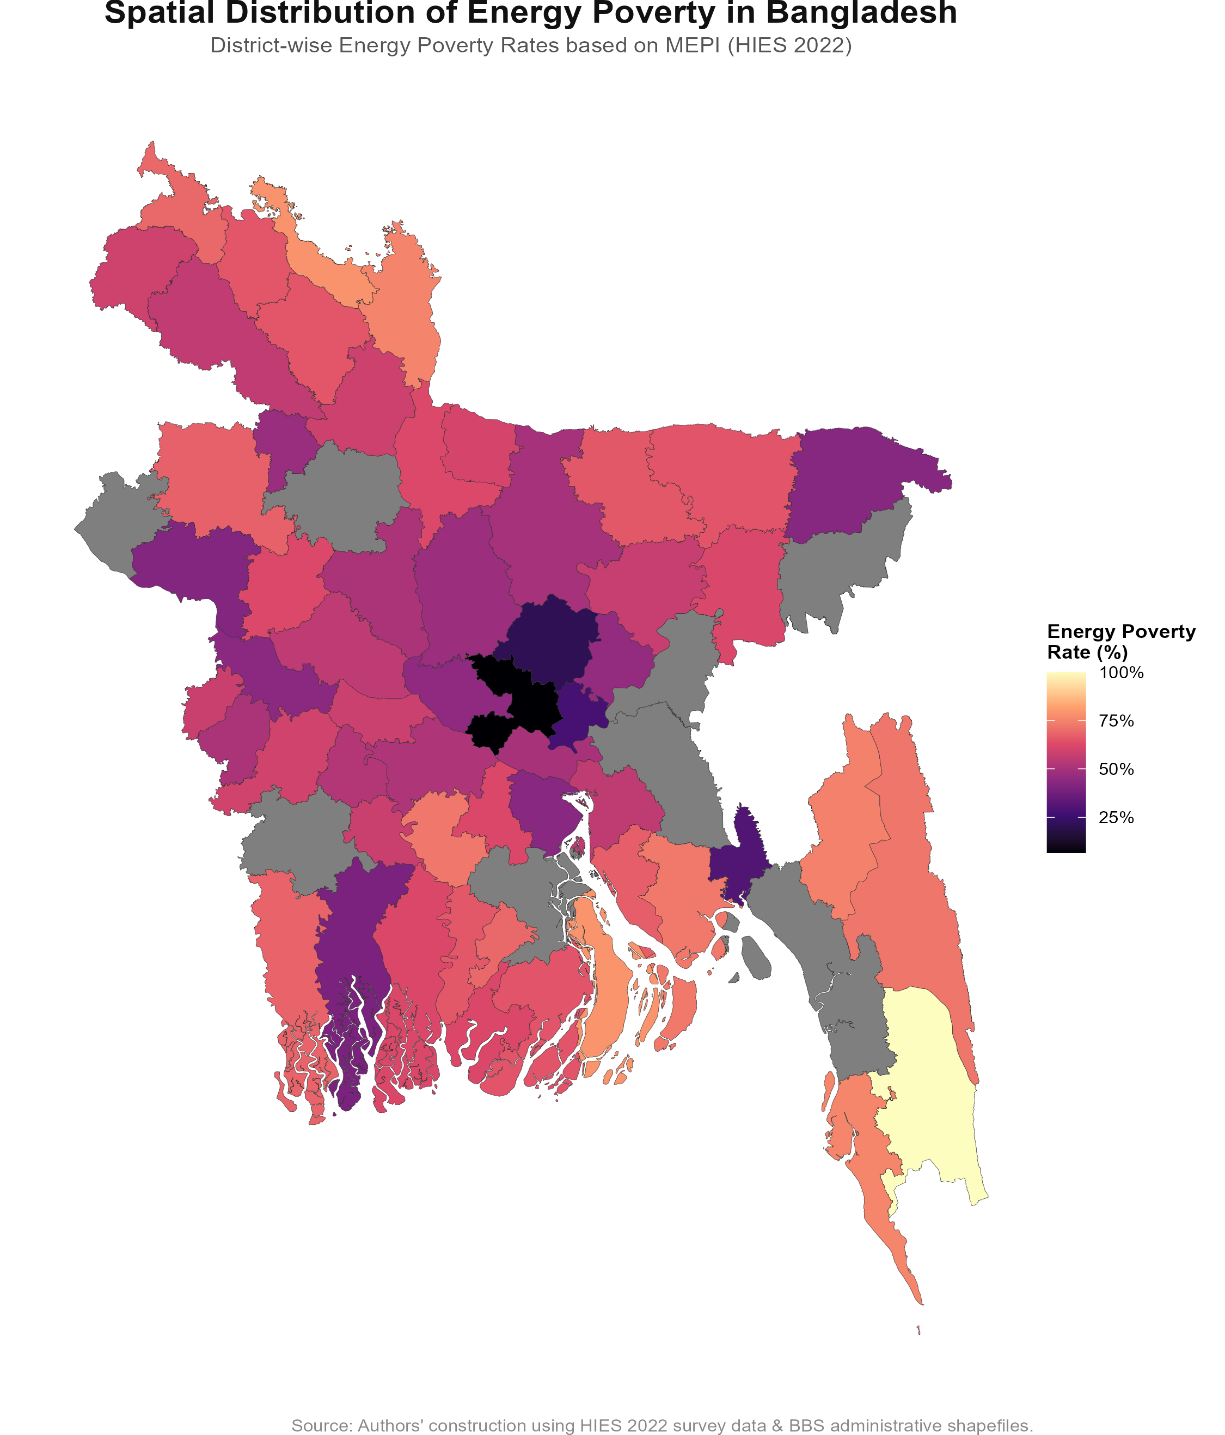 Spatial Distribution of Energy Poverty in Bangladesh
District-wise Energy Poverty Rates based on MEPI (HIES 2022)
Energy Poverty
Rate (%)
100%
75%
50%
25%
Source: Authors' construction using HIES 2022 survey data & BBS administrative shapefiles.